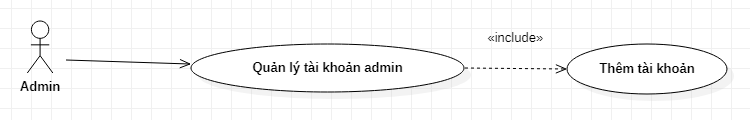 «include»
Quản lý tài khoản admin
Thêm tài khoản
Admin